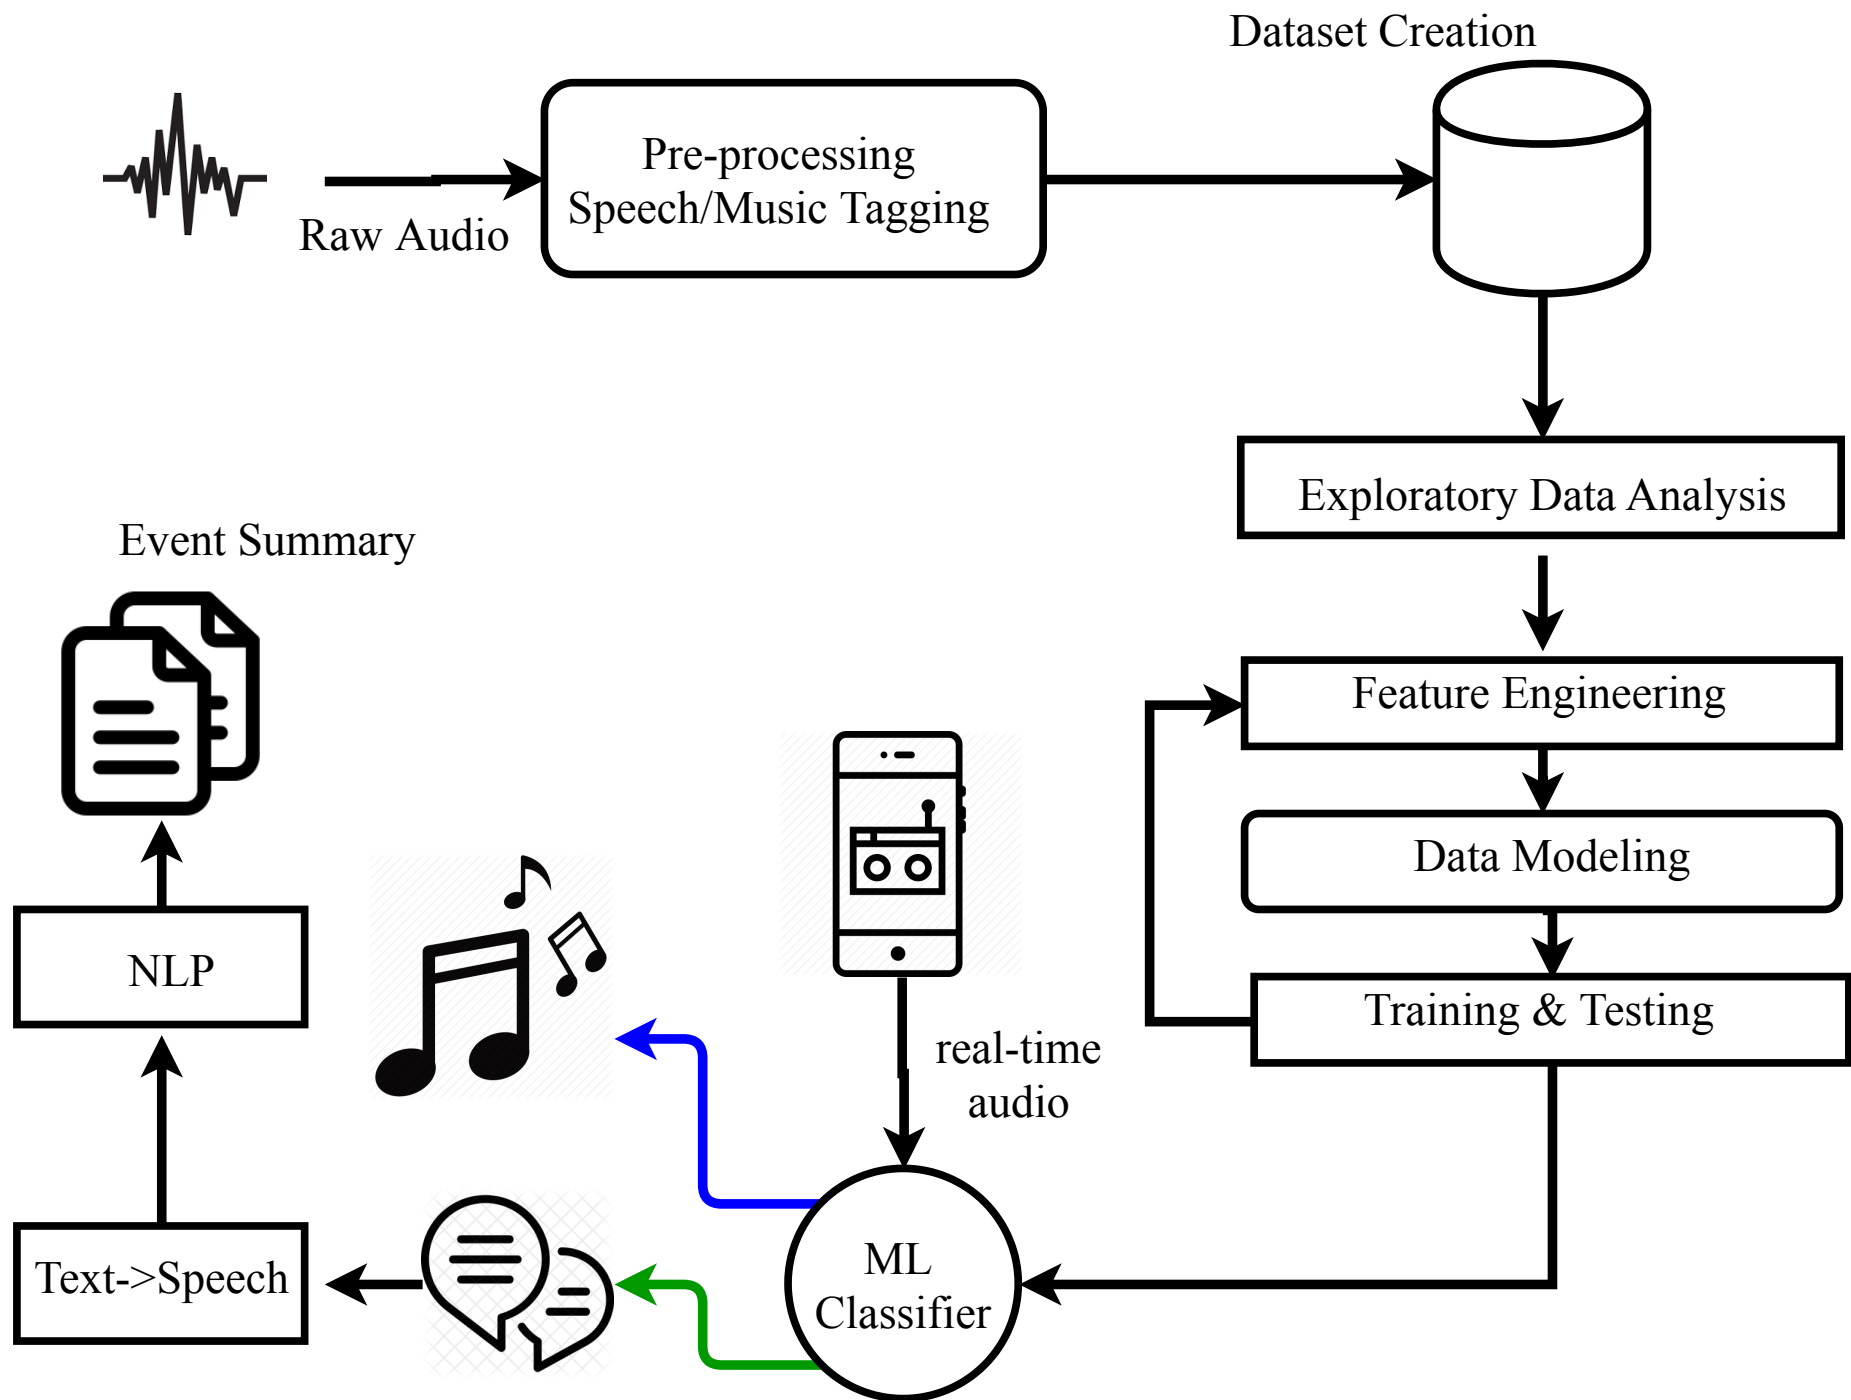 Dataset Creation
Pre-processing
Speech/Music Tagging
Raw Audio
Exploratory Data Analysis
Event Summary
Feature Engineering
Data Modeling
NLP
Training & Testing
real-time
audio
ML
Classifier
Text->Speech